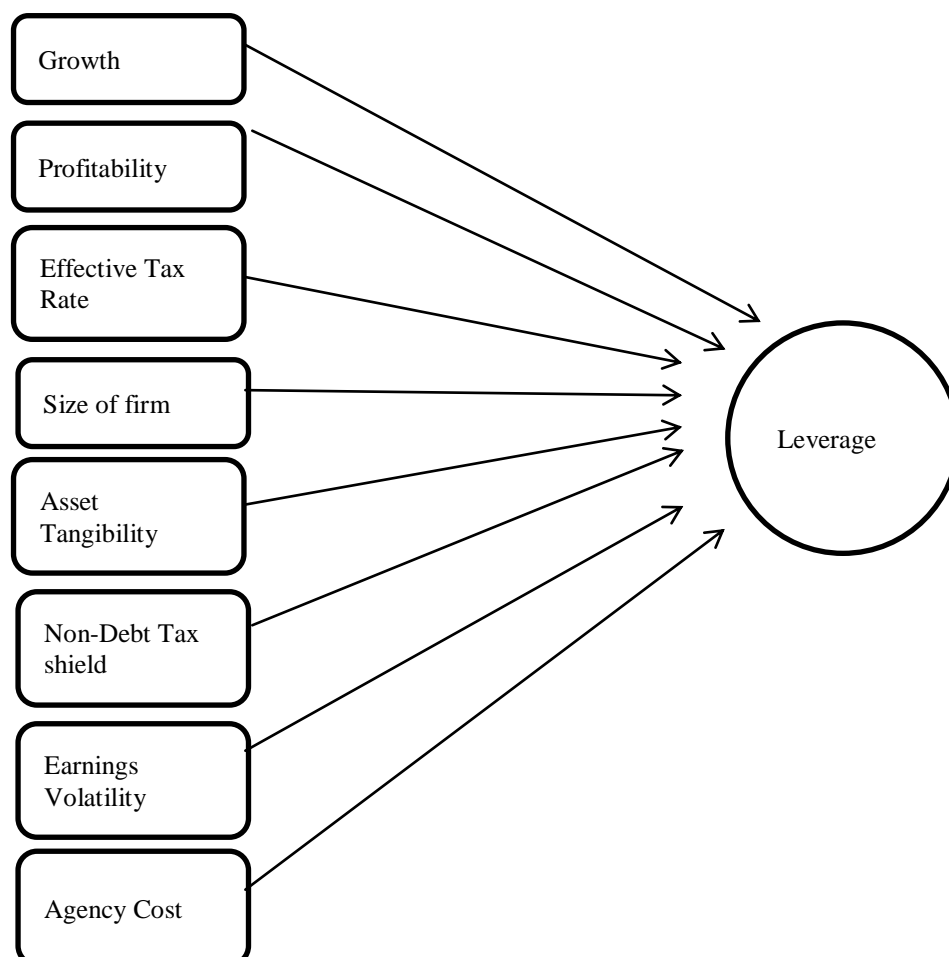 Growth
Profitability
Effective Tax
Rate
Size of firm
Leverage
Asset
Tangibility
Non-Debt Tax
shield
Earnings
Volatility
Agency Cost